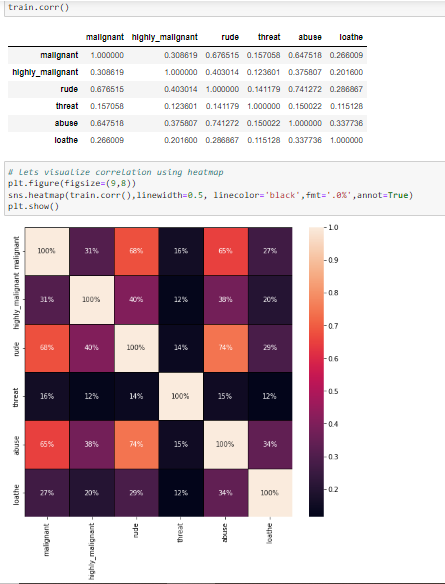 train.corr()
malignant highly_malignant rude threat abuse loathe
malignant 1.000000 0.308619 0.676515 0.157058 0.647518 0.266009
highly_malignant 0.308619 1.000000 0.403014 0.123601 0.375807 0.201600
rude 0.676515 0.403014 1.000000 0.141179 0.741272 0.286867
threat 0.157058 0.123601 0.141179 1.000000 0.150022 0.115128
abuse 0.647518 0.375807 0.741272 0.150022 1.000000 0.337736
loathe 0.266009 0.201600 0.286867 0.115128 0.337736 1.000000
# Lets visualize correlation using heatmap
plt.figure(figsize=(9,8))
sns.heatmap(train.corr(),linewidth=0.5, linecolor='black',fmt='.0%',annot=True)
plt.show()
malignant 100% 31% 68% 16% 65% 27%
highly_malignant 31% 100% 40% 12% 38% 20%
rude 68% 40% 100% 14% 74% 29%
threat 16% 12% 14% 100% 15% 12%
abuse 65% 38% 74% 15% 100% 34%
loathe 27% 20% 29% 12% 34% 100%
malignant highly_malignant rude threat abuse loathe
1.0
0.9
0.8
0.7
0.6
0.5
0.4
0.3
0.2